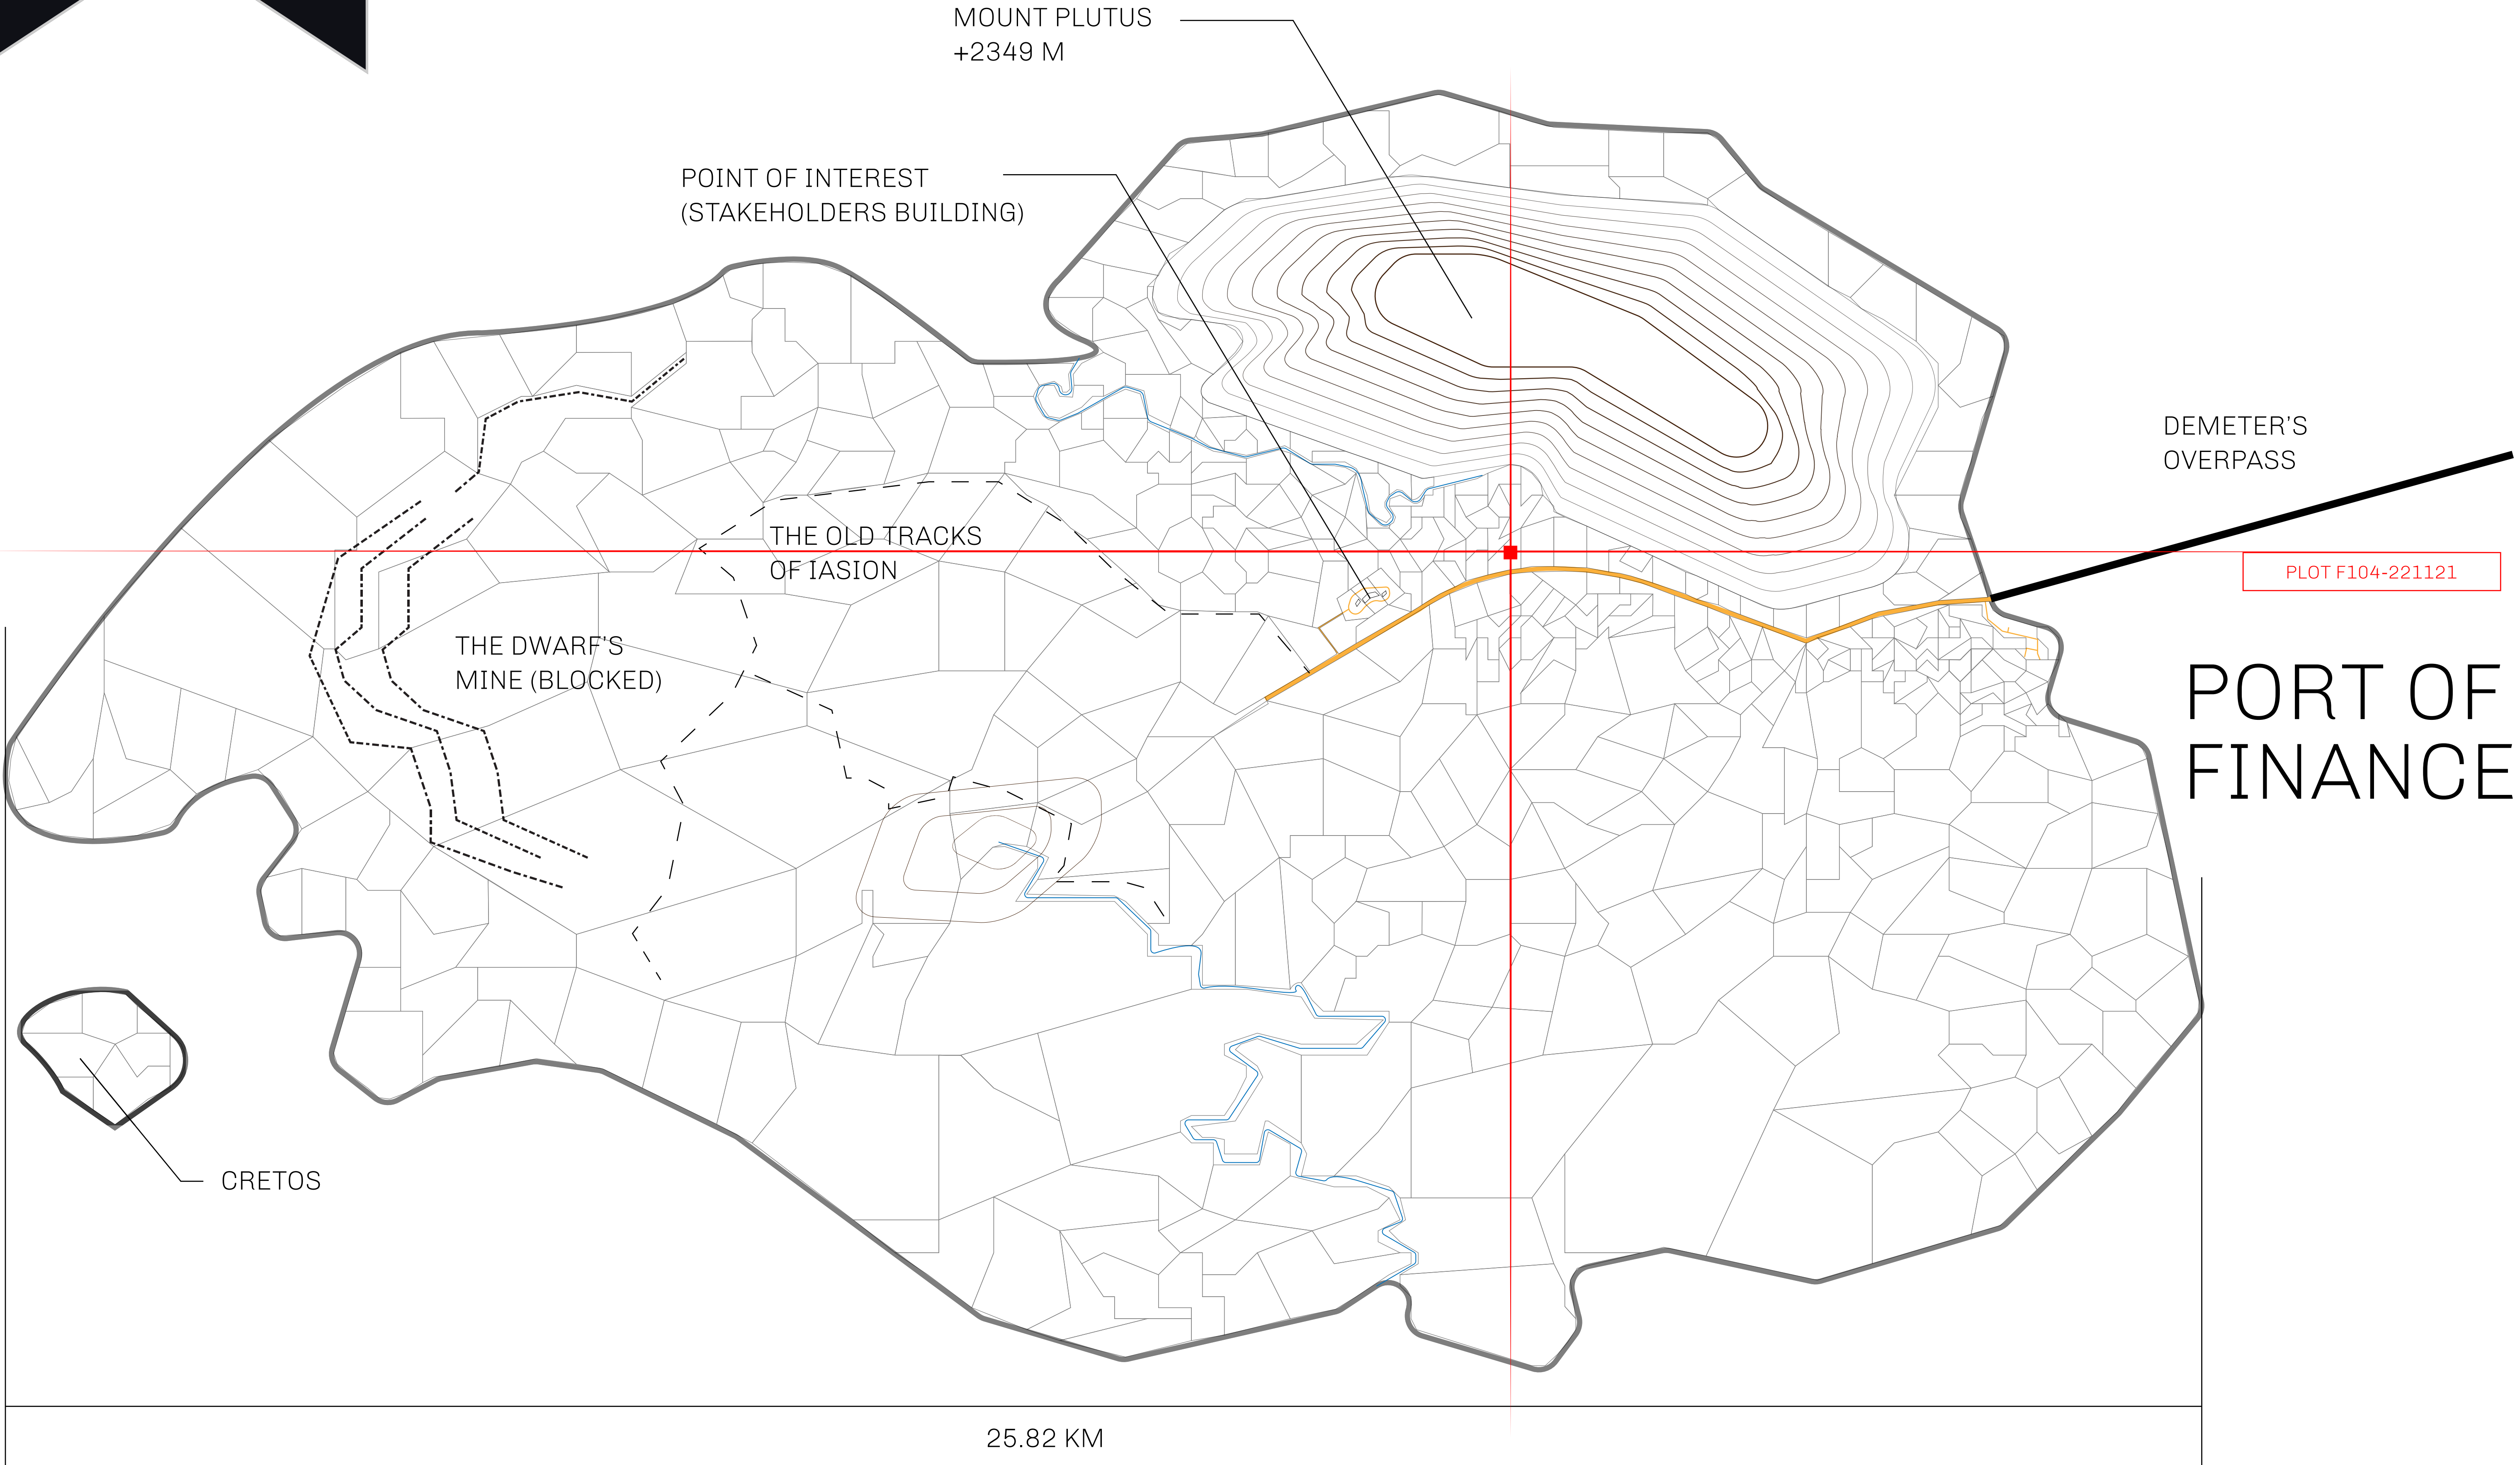 MOUNT PLUTUS
+2349 M
POINT OF INTEREST
(STAKEHOLDERS BUILDING)
DEMETER'S
OVERPASS
THE OLD TRACKS
OF IASION
PLOT F104-221121
THE DWARF'S
MINE (BLOCKED)
PORT OF
FINANCE
CRETOS
25.82 KM